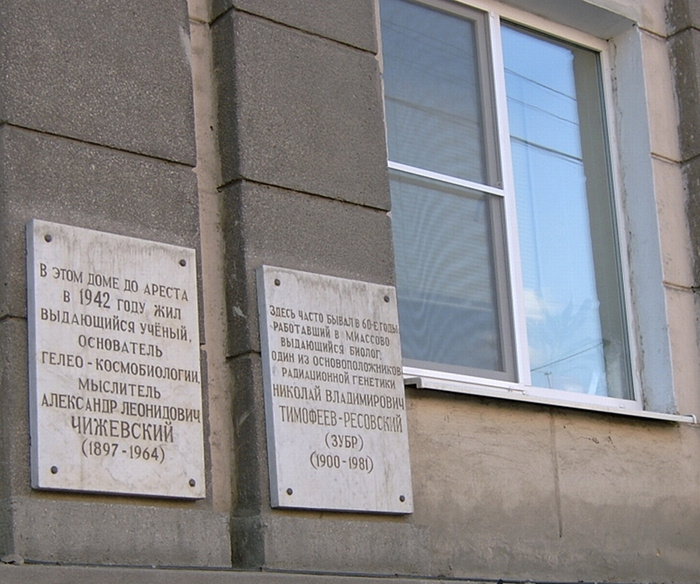 В ЭТОМ ДОМЕ ДО АРЕСТА
В 1942 ГОДУ ЖИЛ
ВЫДАЮЩИЙСЯ УЧЁНЫЙ,
ОСНОВАТЕЛЬ
ГЕЛЕО - КОСМОБИОЛОГИИ,
МЫСЛИТЕЛЬ
АЛЕКСАНДР ЛЕОНИДОВИЧ
ЧИЖЕВСКИЙ
(1897 - 1964)
ЗДЕСЬ ЧАСТО БЫВАЛ В 60-Е ГОДЫ
РАБОТАВШИЙ В МИАССОВО
ВЫДАЮЩИЙСЯ БИОЛОГ,
ОДИН ИЗ ОСНОВОПОЛОЖНИКОВ
РАДИАЦИОННОЙ ГЕНЕТИКИ
НИКОЛАЙ ВЛАДИМИРОВИЧ
ТИМОФЕЕВ-РЕСОВСКИЙ
(ЗУБР)
(1900 - 1981)